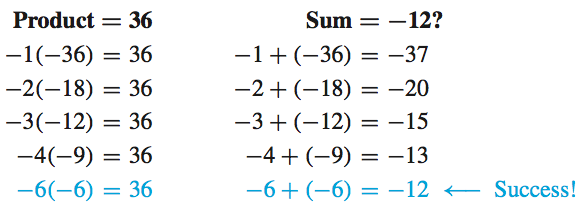 Product = 36 Sum = −12?
−1(−36) = 36 −1 + (−36) = −37
−2(−18) = 36 −2 + (−18) = −20
−3(−12) = 36 −3 + (−12) = −15
−4(−9) = 36 −4 + (−9) = −13
−6(−6) = 36 −6 + (−6) = −12 ← Success!